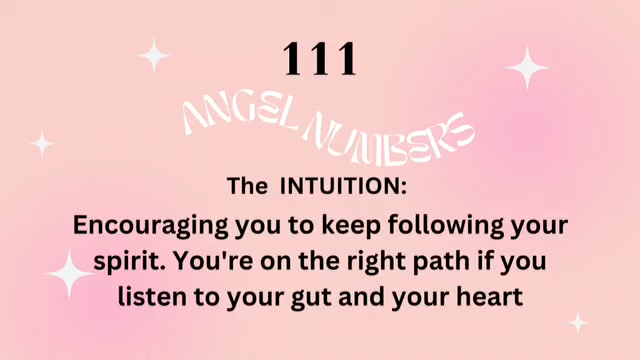 111
ANGEL NUMBERS
The INTUITION:
Encouraging you to keep following your
spirit. You're on the right path if you
listen to your gut and your heart